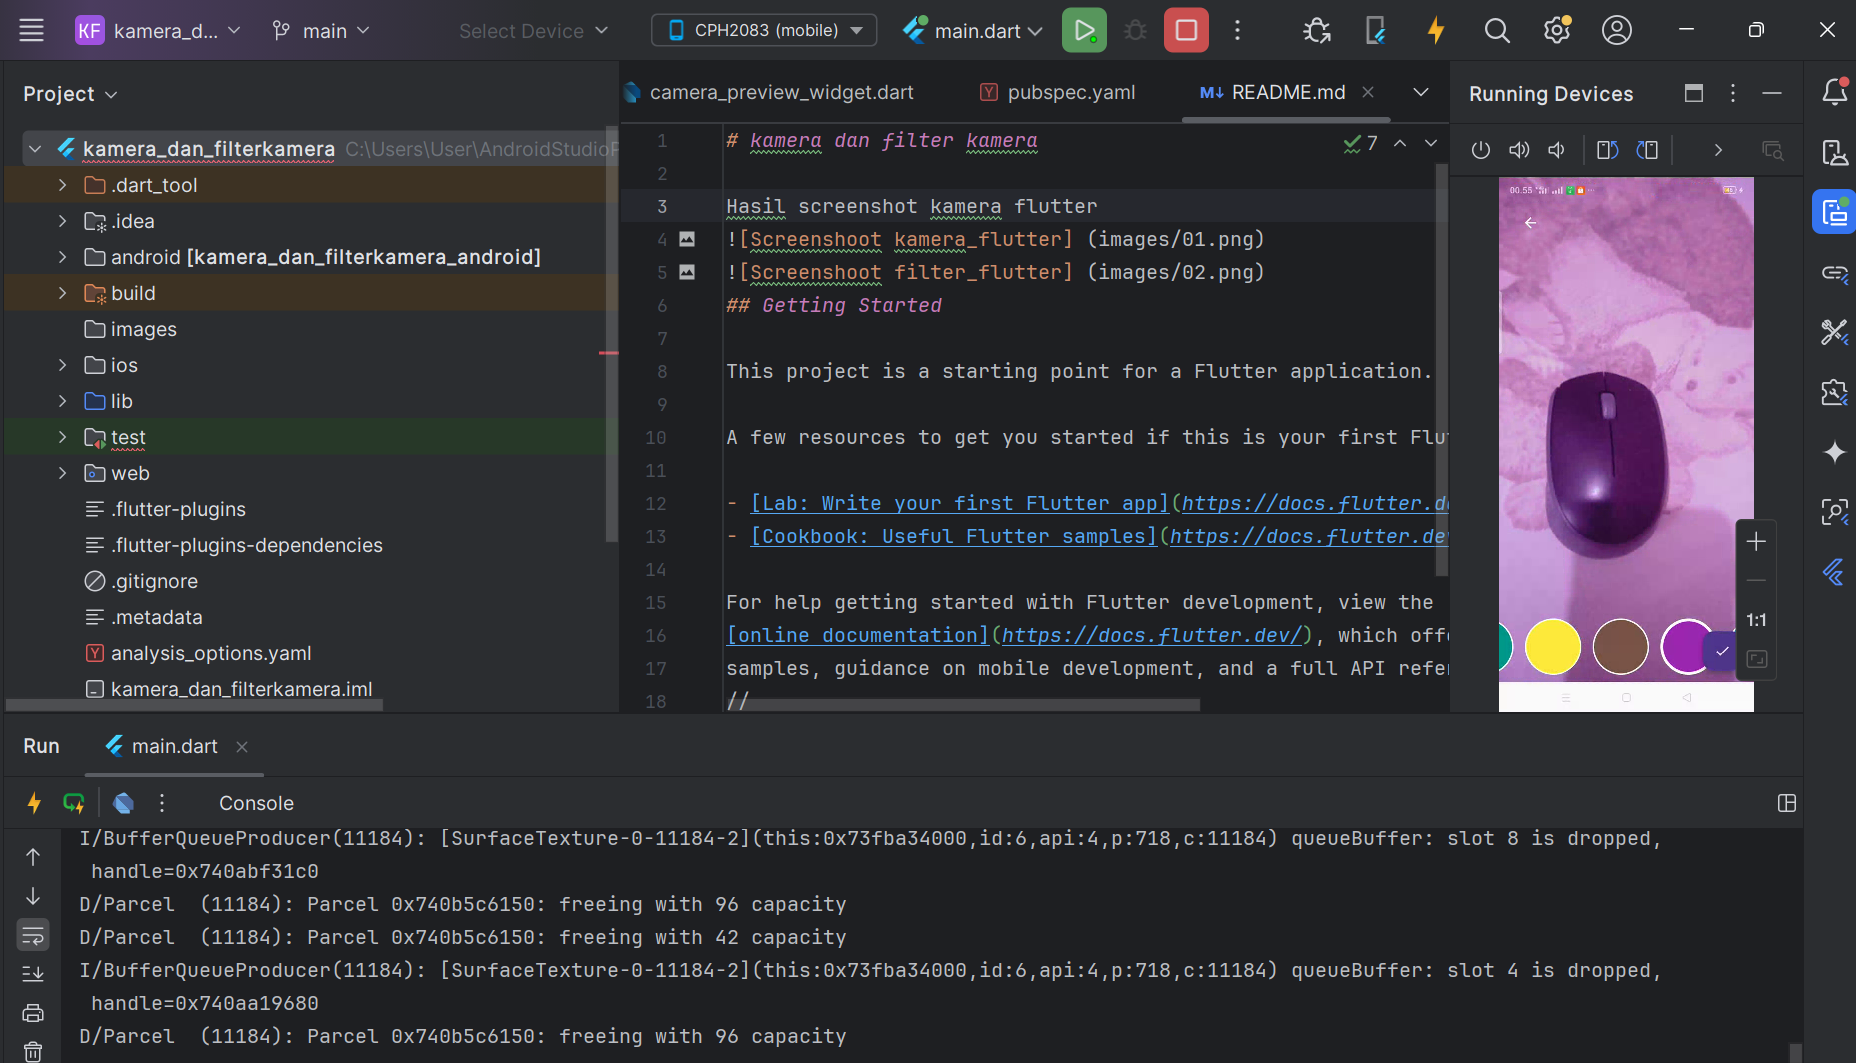 KF kamera_d... main Select Device CPH2083 (mobile) main.dart
Project
kamera_dan_filterkamera C:\Users\User\AndroidStudioP
.dart_tool
.idea
android [kamera_dan_filterkamera_android]
build
images
ios
lib
test
web
.flutter-plugins
.flutter-plugins-dependencies
.gitignore
.metadata
analysis_options.yaml
kamera_dan_filterkamera.iml
camera_preview_widget.dart pubspec.yaml M↓ README.md
7
1 # kamera dan filter kamera
2
3 Hasil screenshot kamera flutter
4 ![Screenshoot kamera_flutter] (images/01.png)
5 ![Screenshoot filter_flutter] (images/02.png)
6 ## Getting Started
7
8 This project is a starting point for a Flutter application.
9
10 A few resources to get you started if this is your first Flu
11
12 - [Lab: Write your first Flutter app](https://docs.flutter.d
13 - [Cookbook: Useful Flutter samples](https://docs.flutter.dev
14
15 For help getting started with Flutter development, view the
16 [online documentation](https://docs.flutter.dev/), which offe
17 samples, guidance on mobile development, and a full API refer
18 //
Running Devices
00.55
1:1
Run main.dart
Console
I/BufferQueueProducer(11184): [SurfaceTexture-0-11184-2](this:0x73fba34000,id:6,api:4,p:718,c:11184) queueBuffer: slot 8 is dropped,
handle=0x740abf31c0
D/Parcel (11184): Parcel 0x740b5c6150: freeing with 96 capacity
D/Parcel (11184): Parcel 0x740b5c6150: freeing with 42 capacity
I/BufferQueueProducer(11184): [SurfaceTexture-0-11184-2](this:0x73fba34000,id:6,api:4,p:718,c:11184) queueBuffer: slot 4 is dropped,
handle=0x740aa19680
D/Parcel (11184): Parcel 0x740b5c6150: freeing with 96 capacity